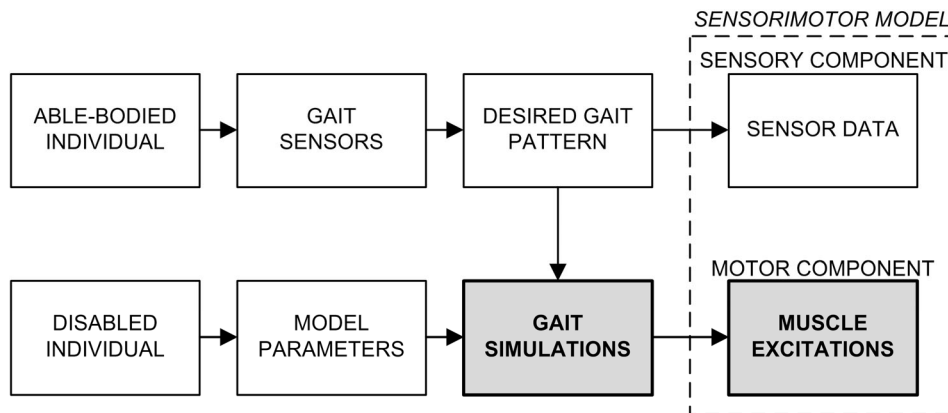 SENSORIMOTOR MODEL
SENSORY COMPONENT
ABLE-BODIED
INDIVIDUAL
GAIT
SENSORS
DESIRED GAIT
PATTERN
SENSOR DATA
MOTOR COMPONENT
DISABLED
INDIVIDUAL
MODEL
PARAMETERS
GAIT
SIMULATIONS
MUSCLE
EXCITATIONS